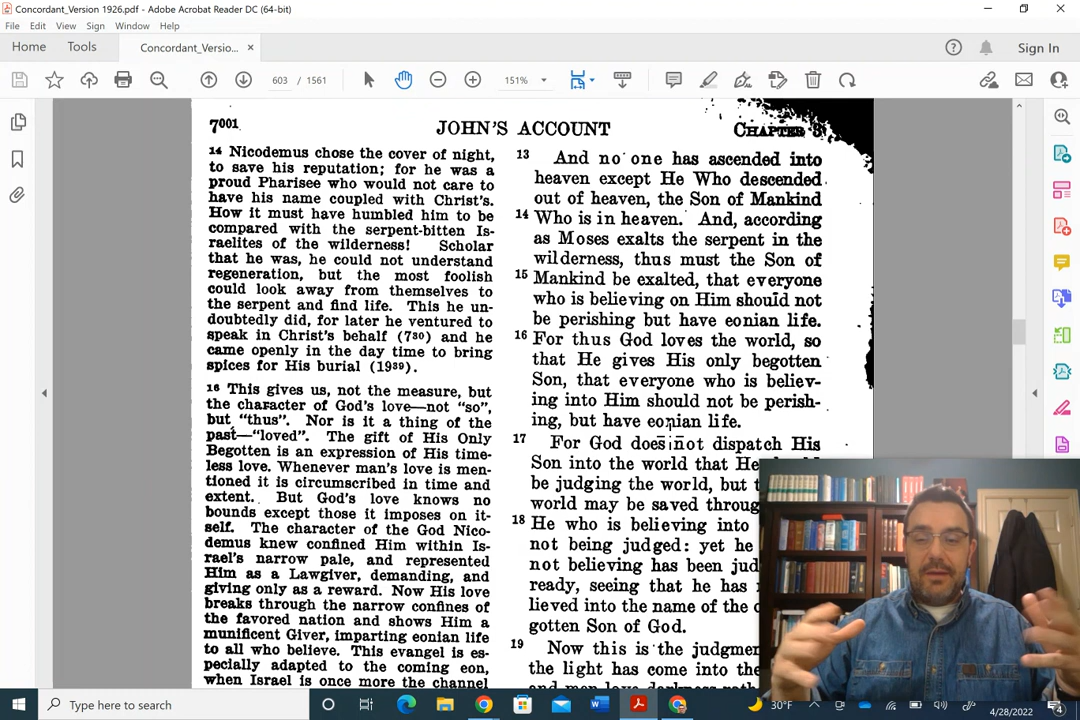 Concordant_Version 1926.pdf - Adobe Acrobat Reader DC (64-bit)
File Edit View Sign Window Help
Home Tools Concordant_Versio... × Sign In
603 / 1561 151%
7001 JOHN'S ACCOUNT CHAPTER 3
14 Nicodemus chose the cover of night,
to save his reputation; for he was a
proud Pharisee who would not care to
have his name coupled with Christ's.
How it must have humbled him to be
compared with the serpent-bitten Is-
raelites of the wilderness! Scholar
that he was, he could not understand
regeneration, but the most foolish
could look away from themselves to
the serpent and find life. This he un-
doubtedly did, for later he ventured to
speak in Christ's behalf (750) and he
came openly in the day time to bring
spices for His burial (1939).
16 This gives us, not the measure, but
the character of God's love—not "so",
but "thus". Nor is it a thing of the
past—"loved". The gift of His Only
Begotten is an expression of His time-
less love. Whenever man's love is men-
tioned it is circumscribed in time and
extent. But God's love knows no
bounds except those it imposes on it-
self. The character of the God Nico-
demus knew confined Him within Is-
rael's narrow pale, and represented
Him as a Lawgiver, demanding, and
giving only as a reward. Now His love
breaks through the narrow confines of
the favored nation and shows Him a
munificent Giver, imparting eonian life
to all who believe. This evangel is es-
pecially adapted to the coming eon,
when Israel is once more the channel
13 And no one has ascended into
heaven except He Who descended
out of heaven, the Son of Mankind
14 Who is in heaven. And, according
as Moses exalts the serpent in the
wilderness, thus must the Son of
15 Mankind be exalted, that everyone
who is believing on Him should not
be perishing but have eonian life.
16 For thus God loves the world, so
that He gives His only begotten
Son, that everyone who is believ-
ing into Him should not be perish-
ing, but have eonian life.
17 For God does not dispatch His
Son into the world that He
be judging the world, but
world may be saved throug
18 He who is believing into
not being judged: yet he
not believing has been jud
ready, seeing that he has
lieved into the name of the
gotten Son of God.
19 Now this is the judgmen
the light has come into the
Type here to search 30°F 4/28/2022